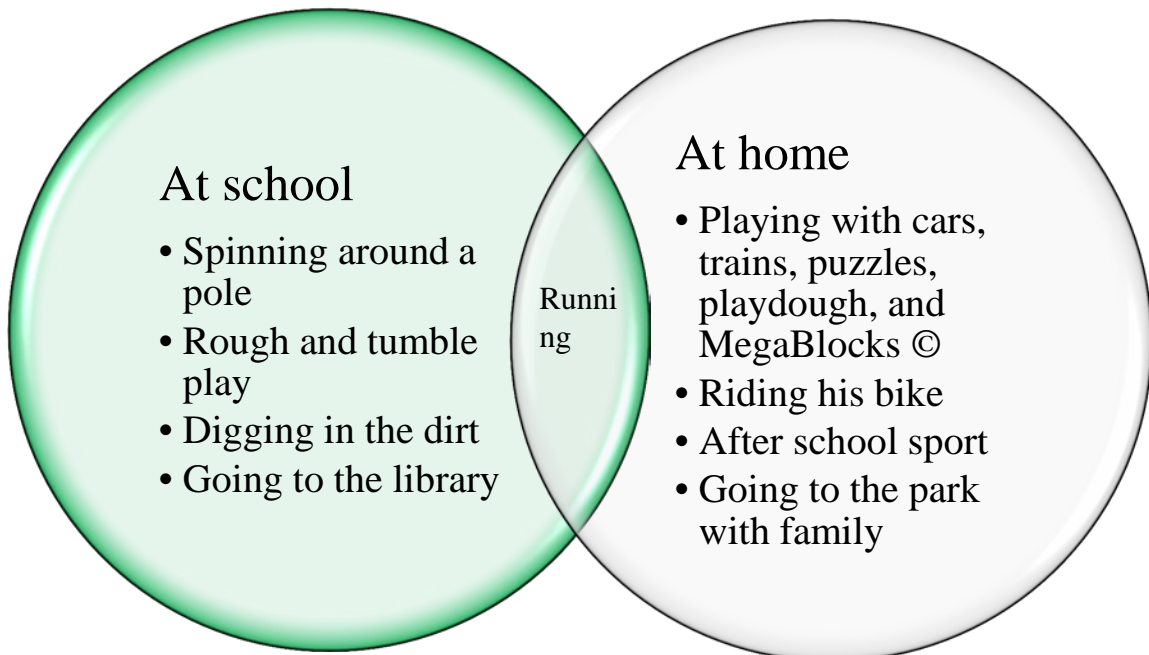 At school
• Spinning around a
pole
• Rough and tumble
play
• Digging in the dirt
• Going to the library
Runni
ng
At home
• Playing with cars,
trains, puzzles,
playdough, and
MegaBlocks ©
• Riding his bike
• After school sport
• Going to the park
with family